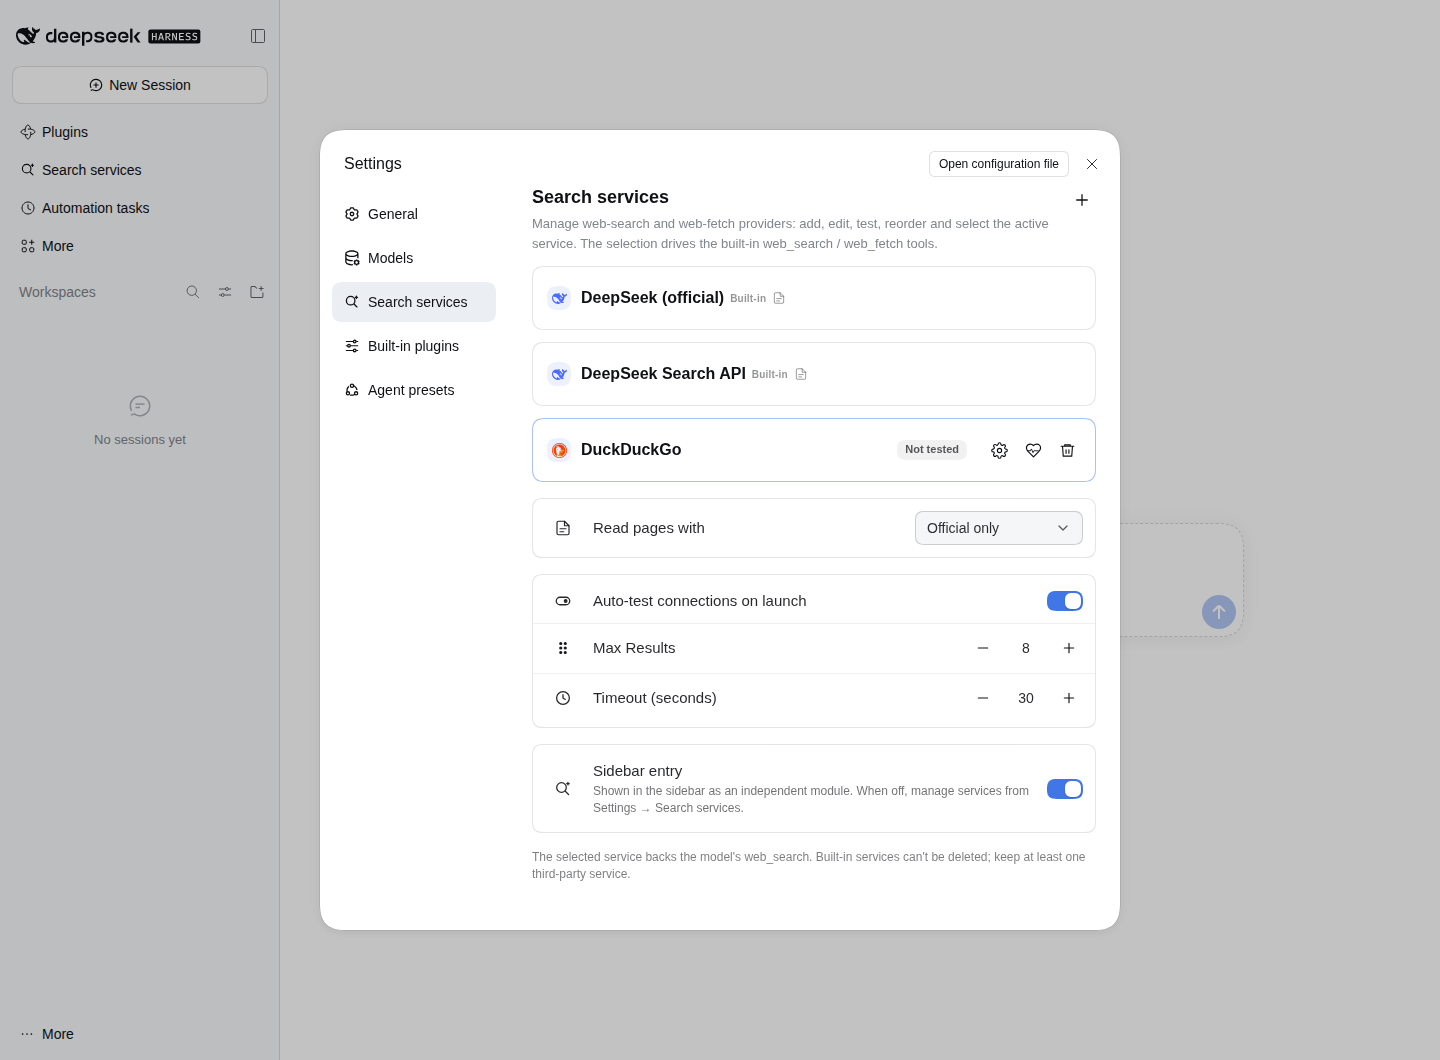 deepseek HARNESS
New Session
Plugins
Search services
Automation tasks
More
Workspaces
No sessions yet
More
Settings
Open configuration file
General
Models
Search services
Built-in plugins
Agent presets
Search services
Manage web-search and web-fetch providers: add, edit, test, reorder and select the active
service. The selection drives the built-in web_search / web_fetch tools.
DeepSeek (official) Built-in
DeepSeek Search API Built-in
DuckDuckGo Not tested
Read pages with Official only
Auto-test connections on launch
Max Results 8
Timeout (seconds) 30
Sidebar entry
Shown in the sidebar as an independent module. When off, manage services from
Settings → Search services.
The selected service backs the model's web_search. Built-in services can't be deleted; keep at least one
third-party service.